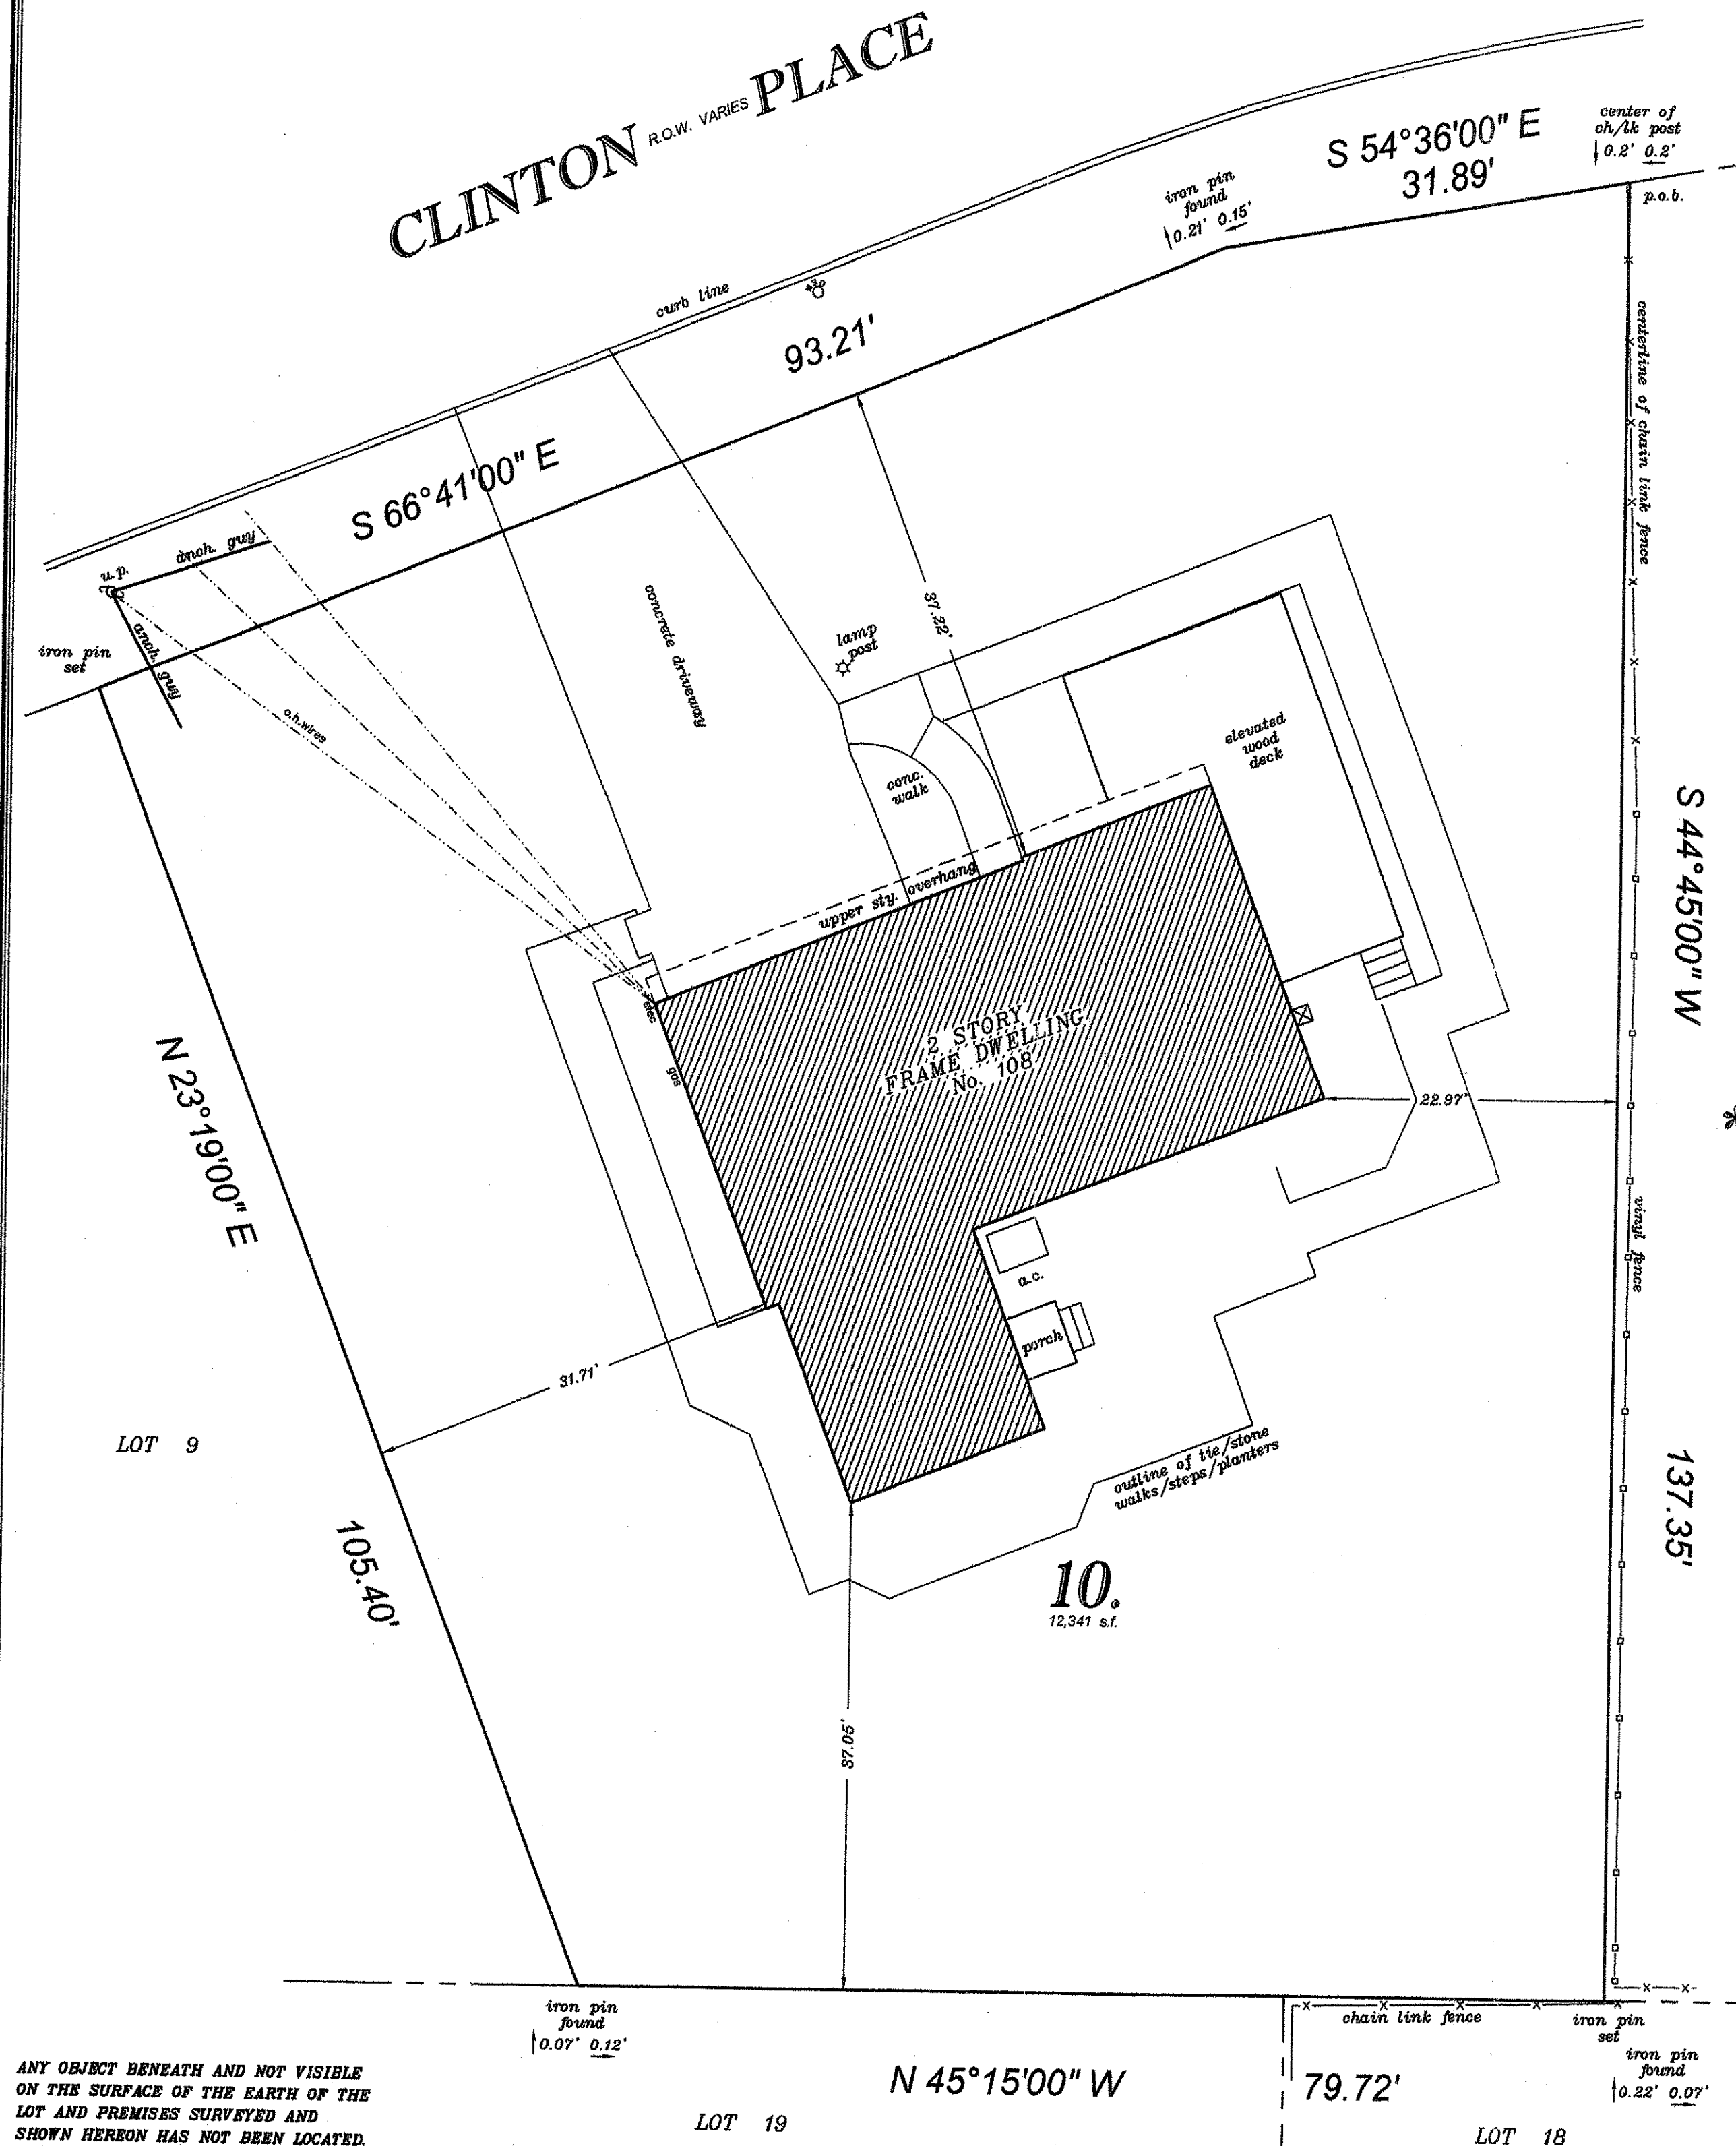 CLINTON R.O.W. VARIES PLACE
S 54°36'00" E
31.89'
center of
ch/lk post
0.2' 0.2'
p.o.b.
iron pin
found
0.21' 0.15'
curb line
93.21'
S 66°41'00" E
centerline of chain link fence
u.p.
anch. guy
anch. guy
iron pin
set
o.h.wires
concrete driveway
37.22'
lamp
post
elevated
wood
deck
conc.
walk
upper sty. overhang
elec
gas
2 STORY
FRAME DWELLING
No. 108
22.97'
S 44°45'00" W
N 23°19'00" E
vinyl fence
a.c.
porch
31.71'
LOT 9
105.40'
outline of tie/stone
walks/steps/planters
137.35'
10.
12,341 s.f.
37.05'
iron pin
found
0.07' 0.12'
chain link fence
iron pin
set
iron pin
found
0.22' 0.07'
N 45°15'00" W
79.72'
LOT 19
LOT 18
ANY OBJECT BENEATH AND NOT VISIBLE
ON THE SURFACE OF THE EARTH OF THE
LOT AND PREMISES SURVEYED AND
SHOWN HEREON HAS NOT BEEN LOCATED.